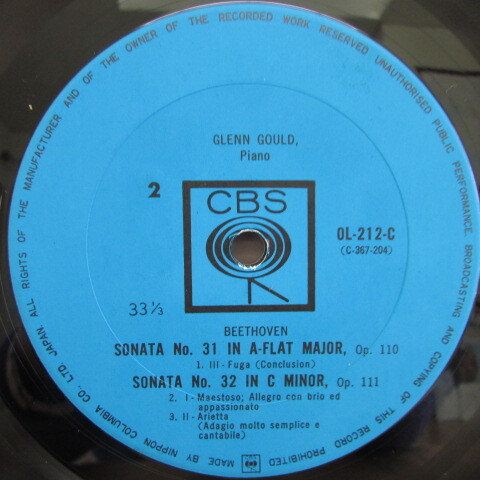 ALL RIGHTS OF THE MANUFACTURER AND OF THE OWNER OF THE RECORDED WORK RESERVED UNAUTHORISED PUBLIC PERFORMANCE, BROADCASTING AND COPYING OF THIS RECORD PROHIBITED
MADE BY NIPPON COLUMBIA CO., LTD. JAPAN
GLENN GOULD,
Piano
2
CBS
OL-212-C
(C-367-204)
33 1/3
BEETHOVEN
SONATA No. 31 IN A-FLAT MAJOR, Op. 110
1. III - Fuga (Conclusion)
SONATA No. 32 IN C MINOR, Op. 111
2. I - Maestoso; Allegro con brio ed
appassionato
3. II - Arietta
(Adagio molto semplice e
cantabile)